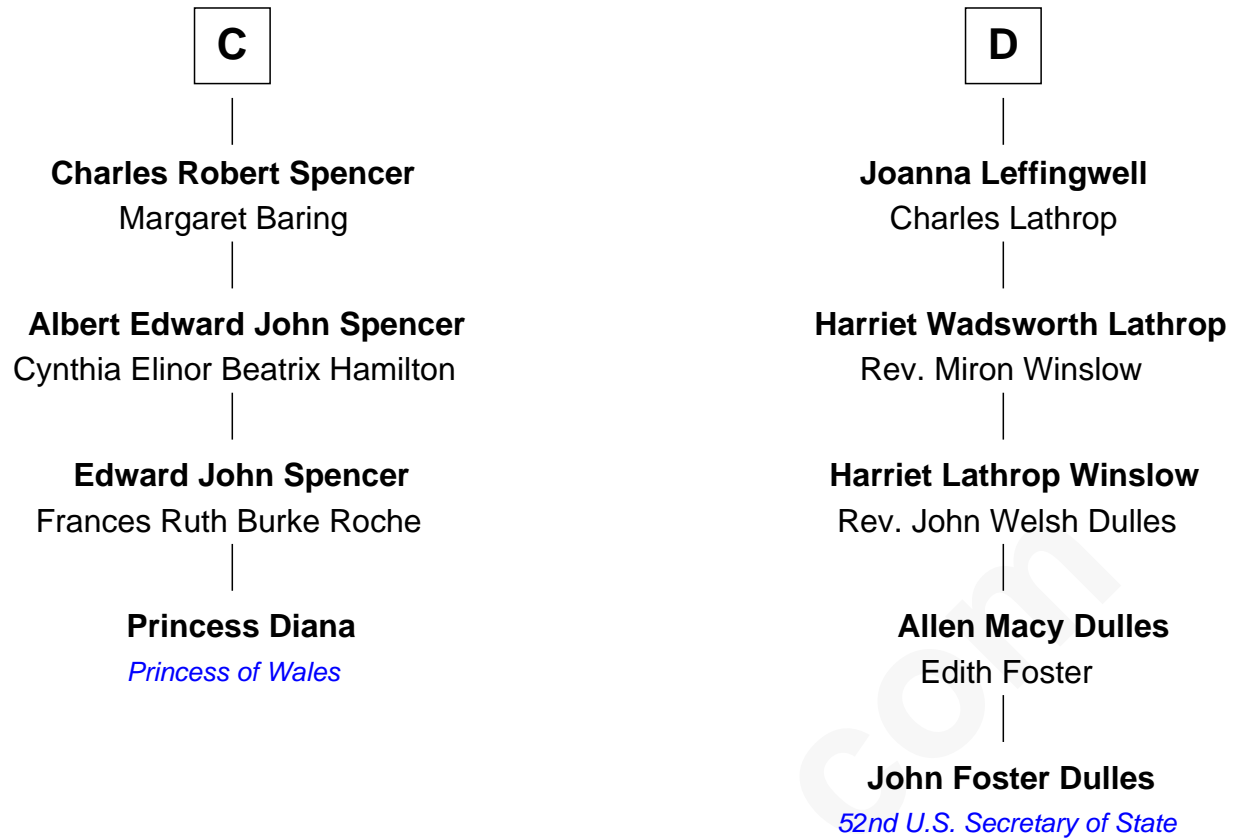 C
Charles Robert Spencer
Margaret Baring
Albert Edward John Spencer
Cynthia Elinor Beatrix Hamilton
Edward John Spencer
Frances Ruth Burke Roche
Princess Diana
Princess of Wales
D
Joanna Leffingwell
Charles Lathrop
Harriet Wadsworth Lathrop
Rev. Miron Winslow
Harriet Lathrop Winslow
Rev. John Welsh Dulles
Allen Macy Dulles
Edith Foster
John Foster Dulles
52nd U.S. Secretary of State
com